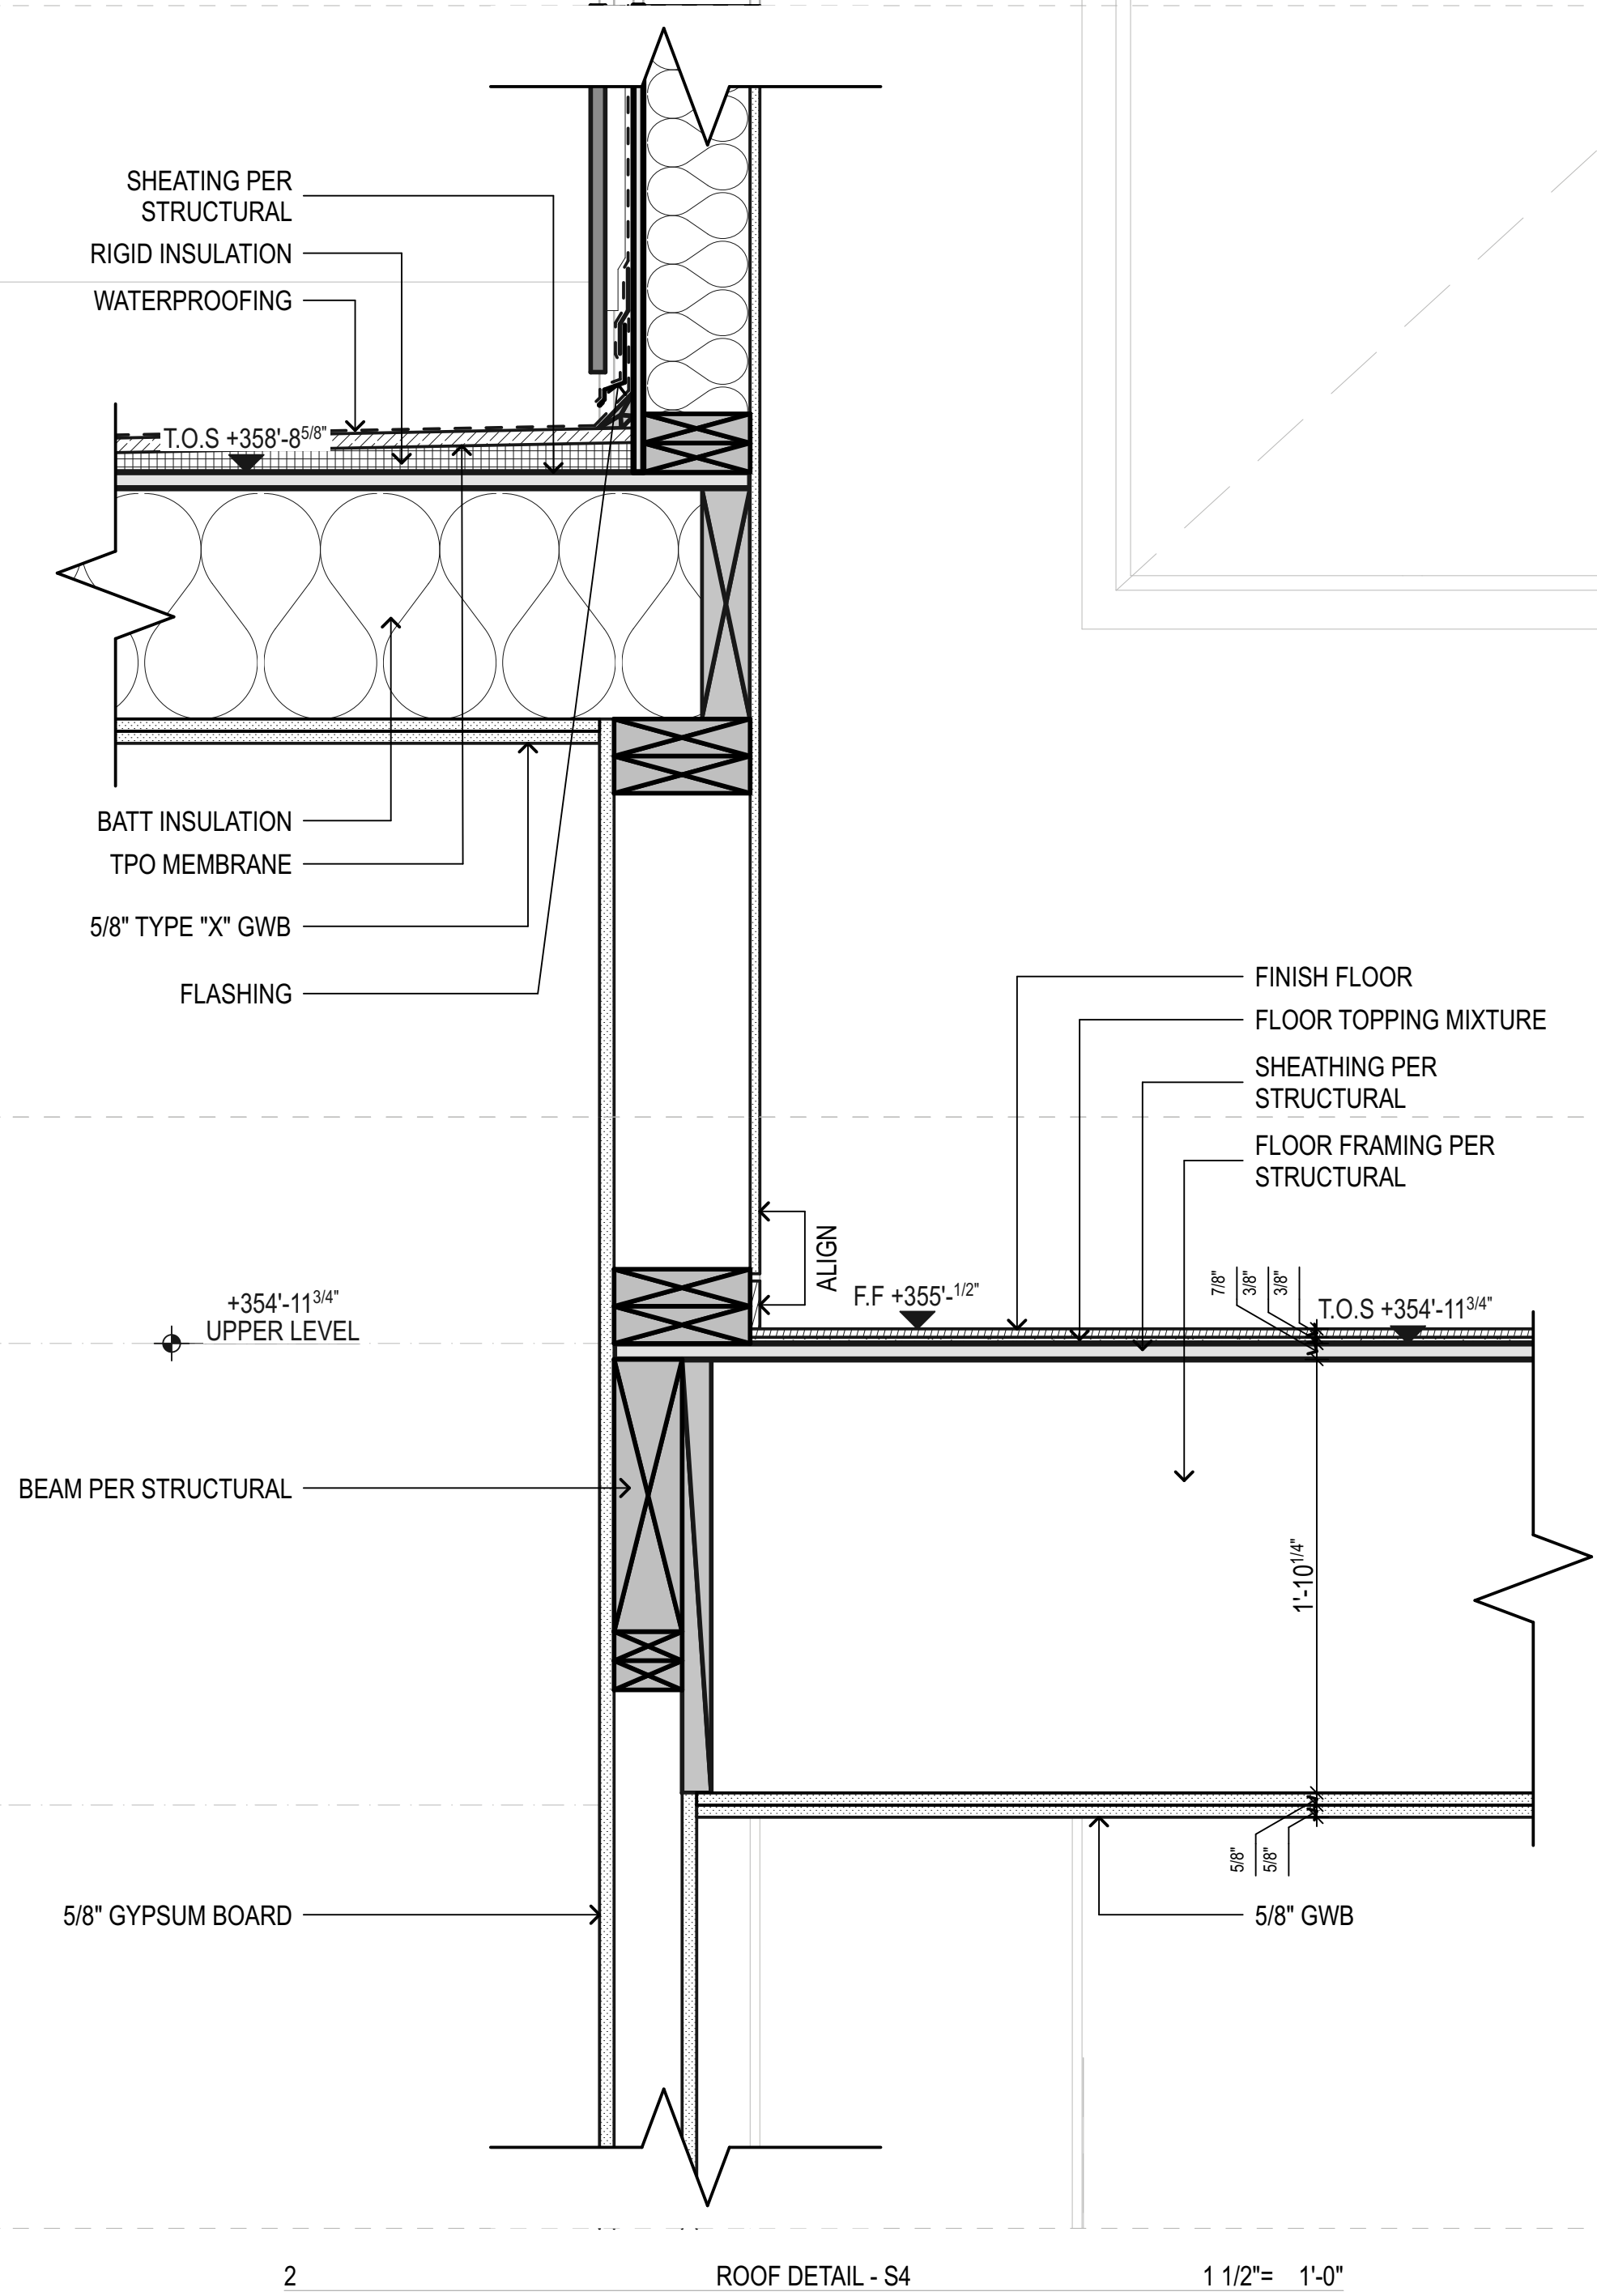 SHEATING PER
STRUCTURAL
RIGID INSULATION
WATERPROOFING
T.O.S +358'-8 5/8"
BATT INSULATION
TPO MEMBRANE
5/8" TYPE "X" GWB
FLASHING
FINISH FLOOR
FLOOR TOPPING MIXTURE
SHEATHING PER
STRUCTURAL
FLOOR FRAMING PER
STRUCTURAL
ALIGN
+354'-11 3/4"
UPPER LEVEL
F.F +355'-1/2"
7/8"
3/8"
3/8"
T.O.S +354'-11 3/4"
BEAM PER STRUCTURAL
1'-10 1/4"
5/8"
5/8"
5/8" GYPSUM BOARD
5/8" GWB
2 ROOF DETAIL - S4 1 1/2"= 1'-0"